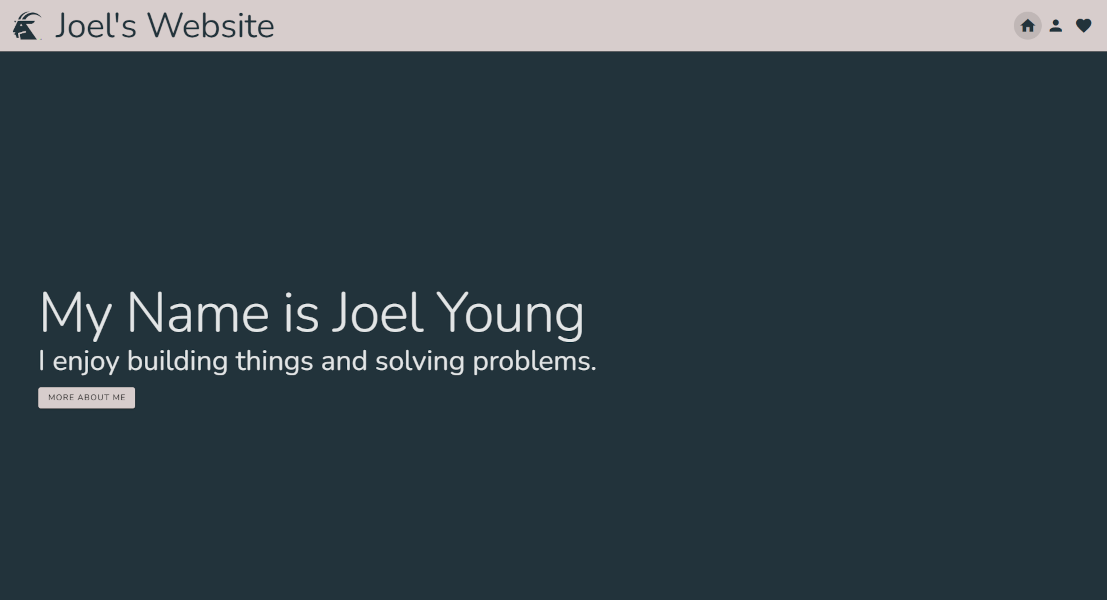 Joel's Website
My Name is Joel Young
I enjoy building things and solving problems.
MORE ABOUT ME